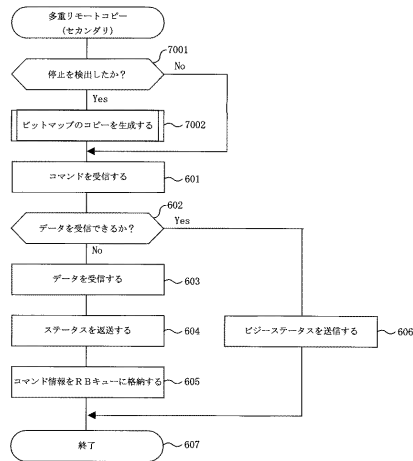 多重リモートコピー
(セカンダリ)
7001
停止を検出したか?
No
Yes
ビットマップのコピーを生成する
7002
コマンドを受信する
601
602
データを受信できるか?
Yes
No
データを受信する
603
ステータスを返送する
604
ビジーステータスを送信する
606
コマンド情報をRBキューに格納する
605
終了
607